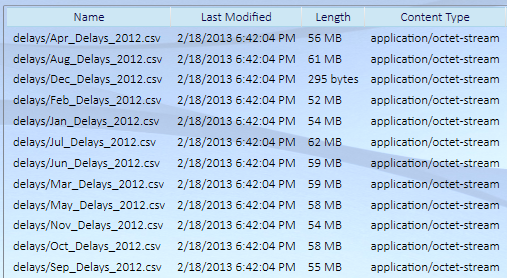 Name Last Modified Length Content Type
delays/Apr_Delays_2012.csv 2/18/2013 6:42:04 PM 56 MB application/octet-stream
delays/Aug_Delays_2012.csv 2/18/2013 6:42:04 PM 61 MB application/octet-stream
delays/Dec_Delays_2012.csv 2/18/2013 6:42:04 PM 295 bytes application/octet-stream
delays/Feb_Delays_2012.csv 2/18/2013 6:42:04 PM 52 MB application/octet-stream
delays/Jan_Delays_2012.csv 2/18/2013 6:42:04 PM 54 MB application/octet-stream
delays/Jul_Delays_2012.csv 2/18/2013 6:42:04 PM 62 MB application/octet-stream
delays/Jun_Delays_2012.csv 2/18/2013 6:42:04 PM 59 MB application/octet-stream
delays/Mar_Delays_2012.csv 2/18/2013 6:42:04 PM 59 MB application/octet-stream
delays/May_Delays_2012.csv 2/18/2013 6:42:04 PM 58 MB application/octet-stream
delays/Nov_Delays_2012.csv 2/18/2013 6:42:04 PM 54 MB application/octet-stream
delays/Oct_Delays_2012.csv 2/18/2013 6:42:04 PM 58 MB application/octet-stream
delays/Sep_Delays_2012.csv 2/18/2013 6:42:04 PM 55 MB application/octet-stream